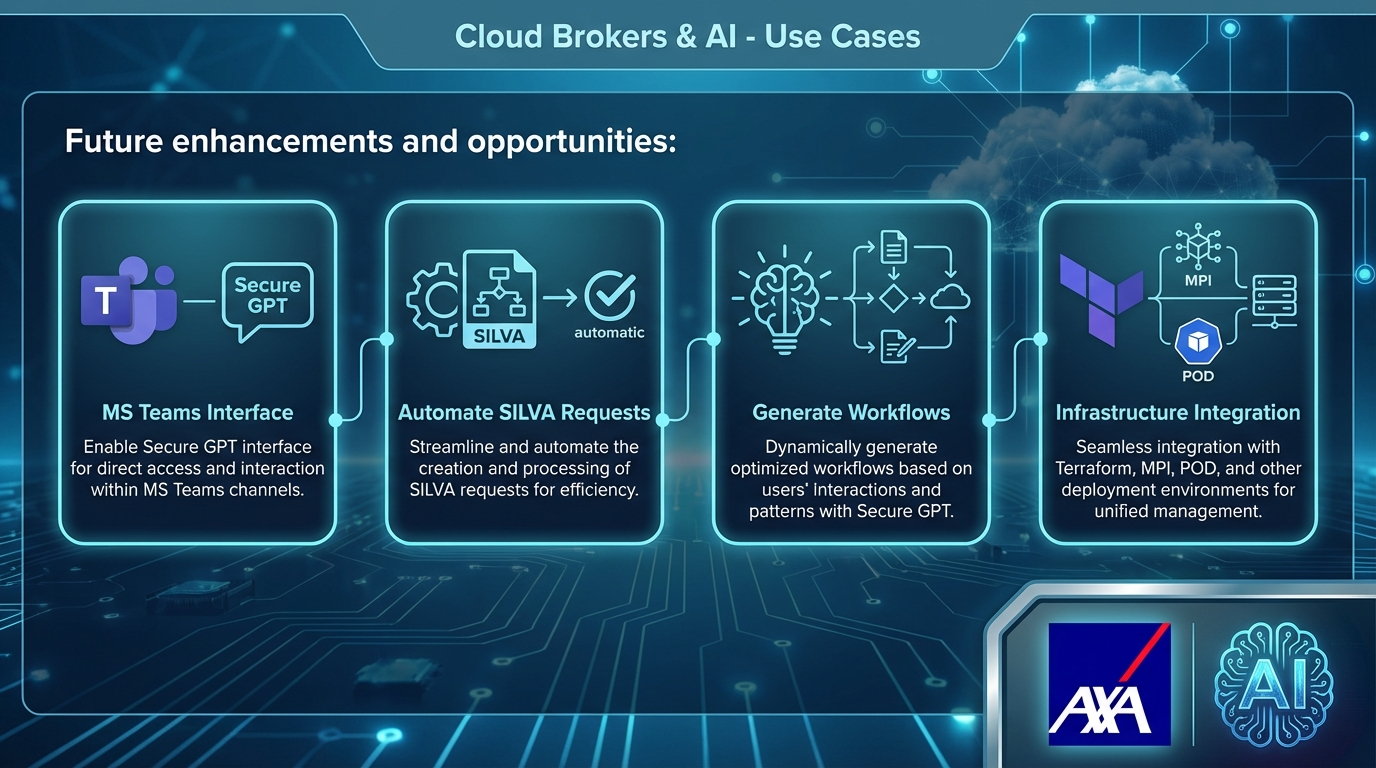 Cloud Brokers & AI - Use Cases
Future enhancements and opportunities:
T
Secure
GPT
MS Teams Interface
Enable Secure GPT interface
for direct access and interaction
within MS Teams channels.
SILVA
automatic
Automate SILVA Requests
Streamline and automate the
creation and processing of
SILVA requests for efficiency.
Generate Workflows
Dynamically generate
optimized workflows based on
users' interactions and
patterns with Secure GPT.
MPI
POD
Infrastructure Integration
Seamless integration with
Terraform, MPI, POD, and other
deployment environments for
unified management.
AXA
AI